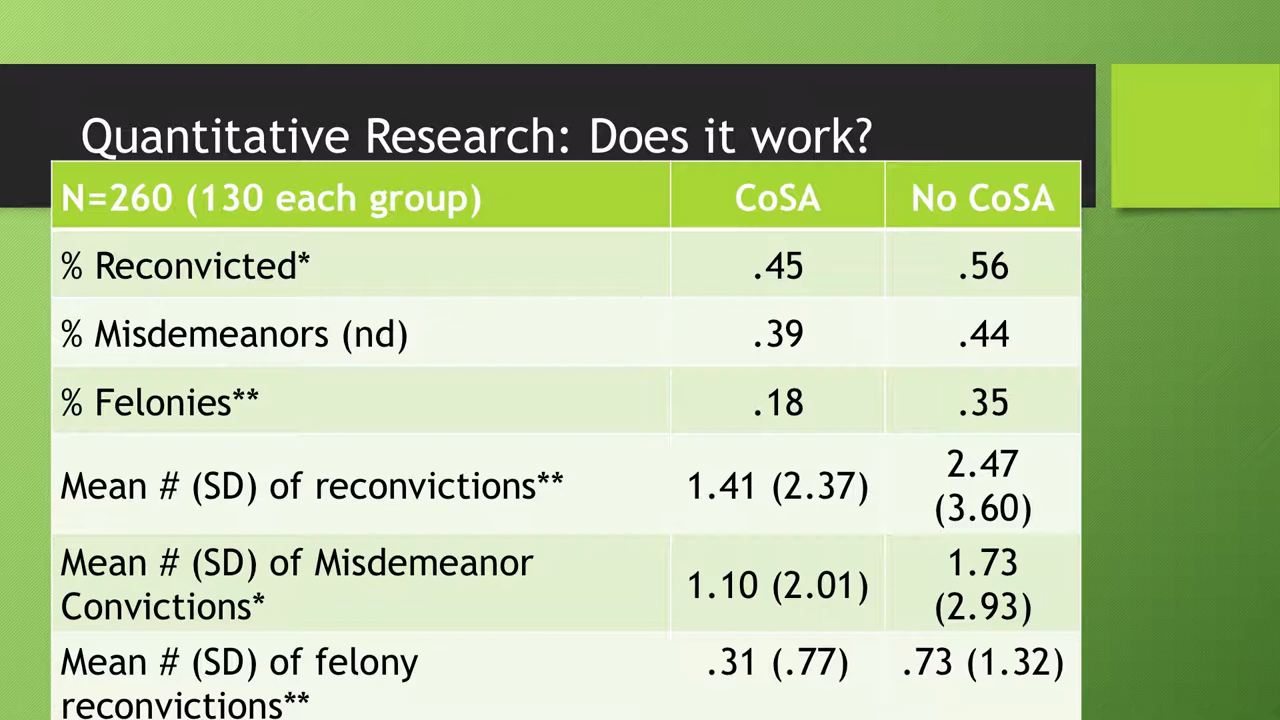 Quantitative Research: Does it work?
N=260 (130 each group) CoSA No CoSA
% Reconvicted* .45 .56
% Misdemeanors (nd) .39 .44
% Felonies** .18 .35
Mean # (SD) of reconvictions** 1.41 (2.37) 2.47 (3.60)
Mean # (SD) of Misdemeanor
Convictions* 1.10 (2.01) 1.73 (2.93)
Mean # (SD) of felony .31 (.77) .73 (1.32)
reconvictions**